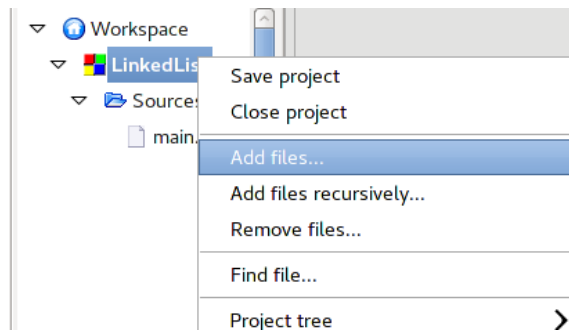 Workspace
LinkedLis
Sources
main.
Save project
Close project
Add files...
Add files recursively...
Remove files...
Find file...
Project tree